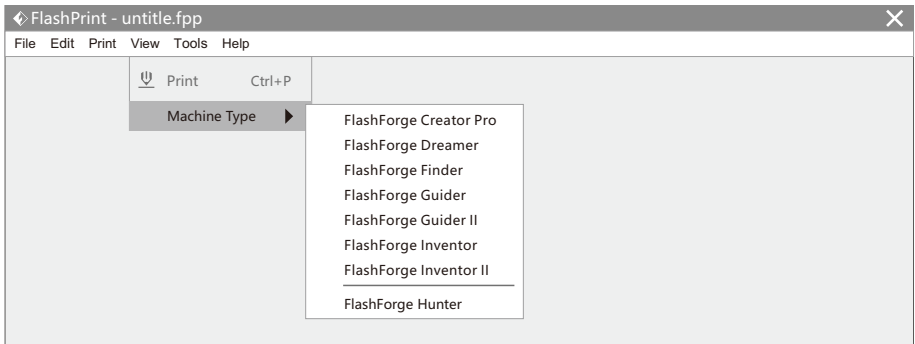 FlashPrint - untitle.fpp
File Edit Print View Tools Help
Print Ctrl+P
Machine Type
FlashForge Creator Pro
FlashForge Dreamer
FlashForge Finder
FlashForge Guider
FlashForge Guider II
FlashForge Inventor
FlashForge Inventor II
FlashForge Hunter